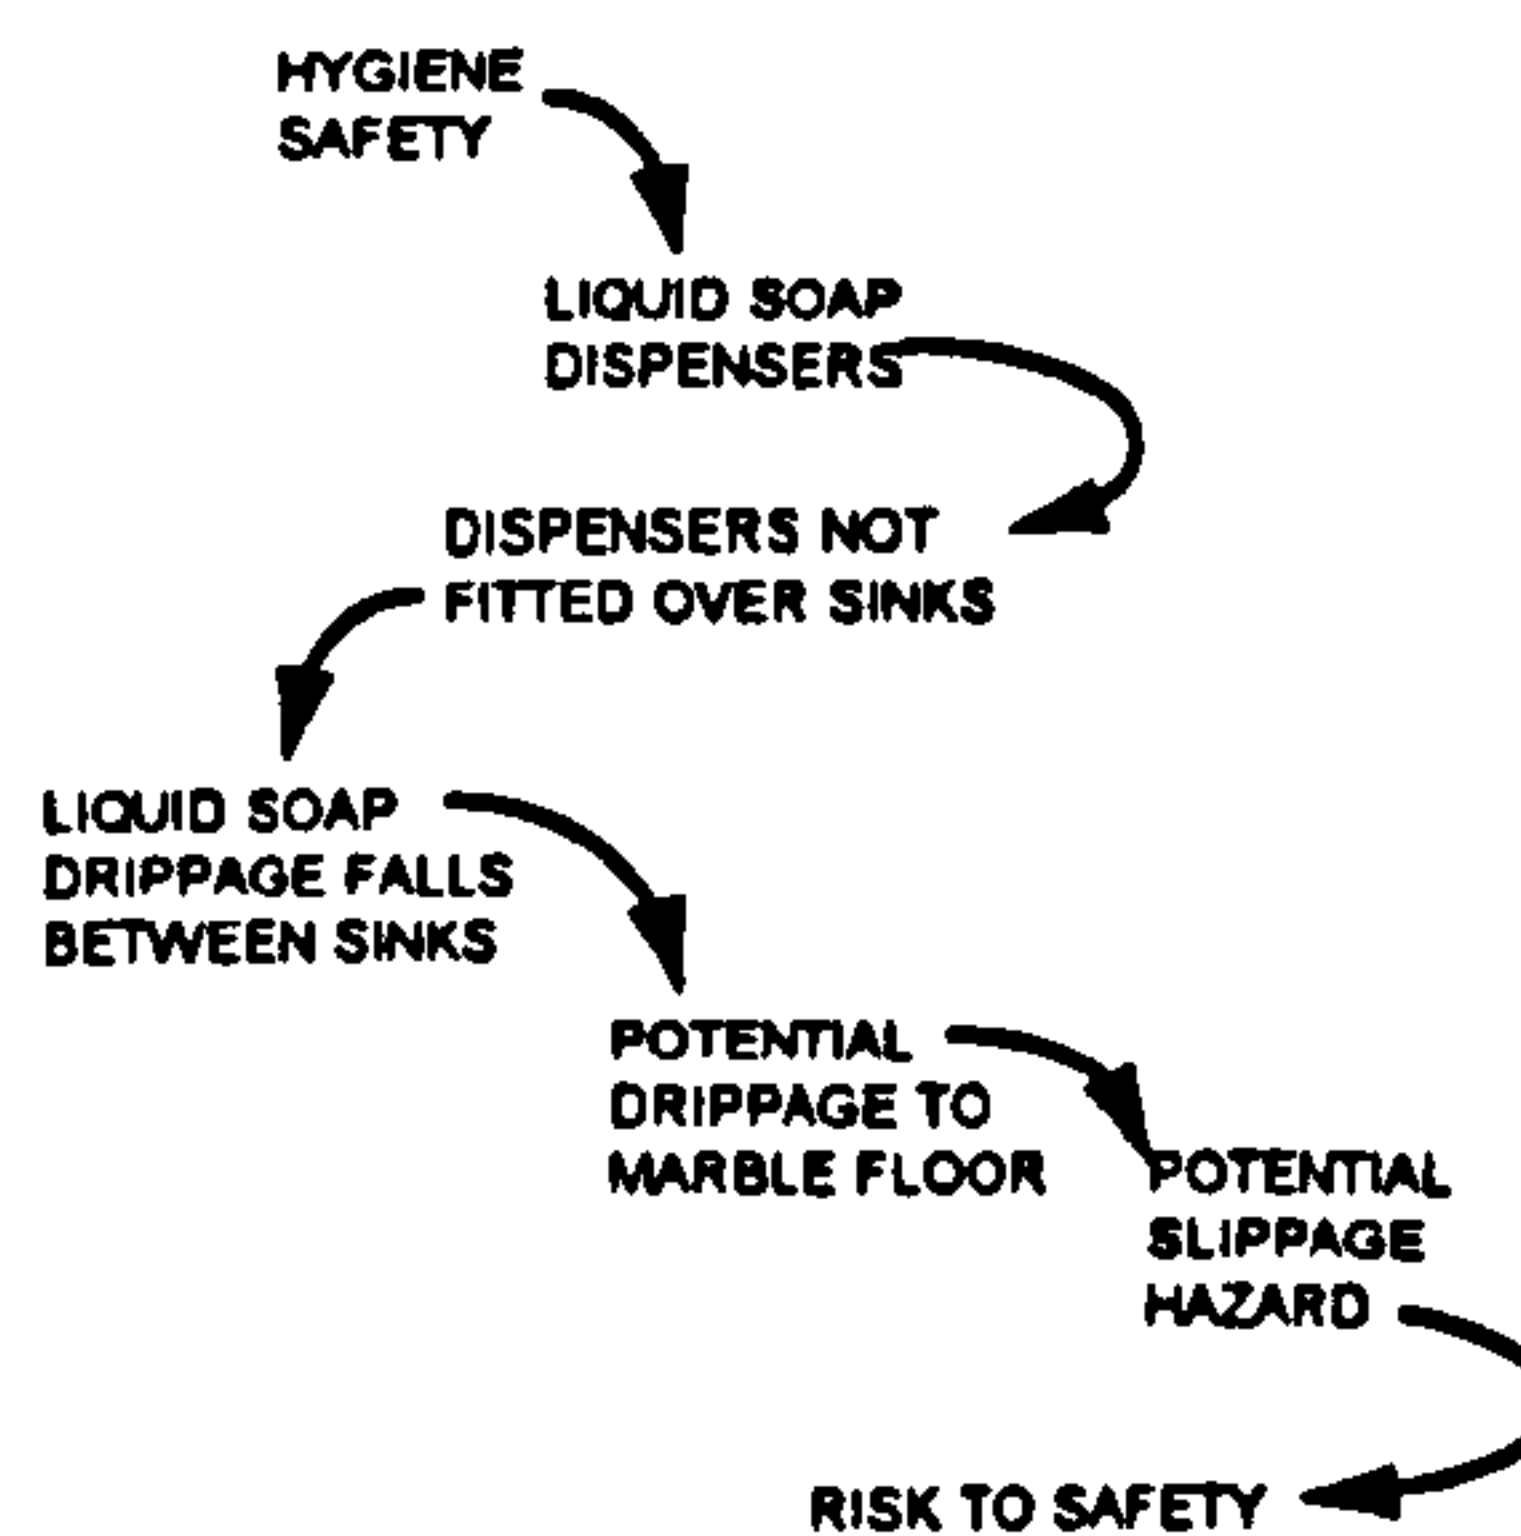 HYGIENE
SAFETY
LIQUID SOAP
DISPENSERS
DISPENSERS NOT
FITTED OVER SINKS
LIQUID SOAP
DRIPPAGE FALLS
BETWEEN SINKS
POTENTIAL
DRIPPAGE TO
MARBLE FLOOR
POTENTIAL
SLIPPAGE
HAZARD
RISK TO SAFETY